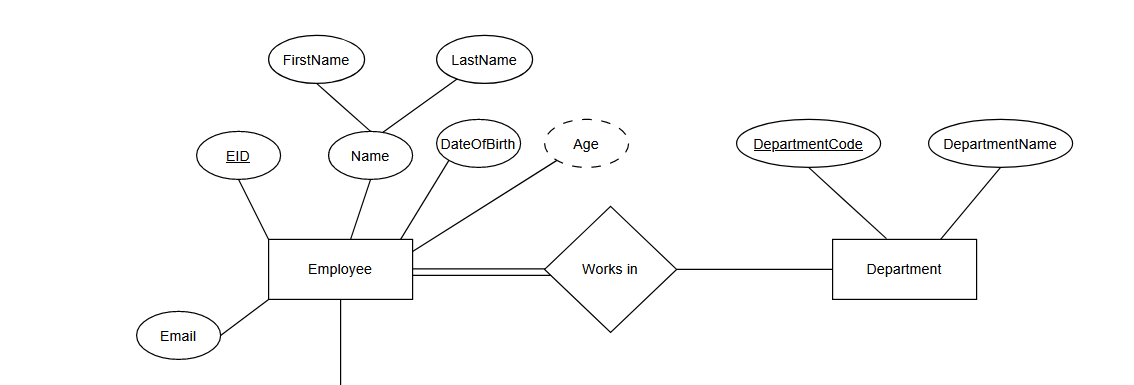 FirstName
LastName
EID
Name
DateOfBirth
Age
DepartmentCode
DepartmentName
Employee
Works in
Department
Email